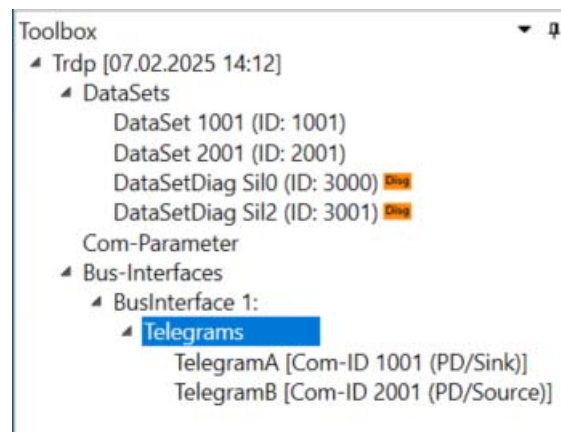 Toolbox
Trdp [07.02.2025 14:12]
DataSets
DataSet 1001 (ID: 1001)
DataSet 2001 (ID: 2001)
DataSetDiag Sil0 (ID: 3000) Diag
DataSetDiag Sil2 (ID: 3001) Diag
Com-Parameter
Bus-Interfaces
BusInterface 1:
Telegrams
TelegramA [Com-ID 1001 (PD/Sink)]
TelegramB [Com-ID 2001 (PD/Source)]